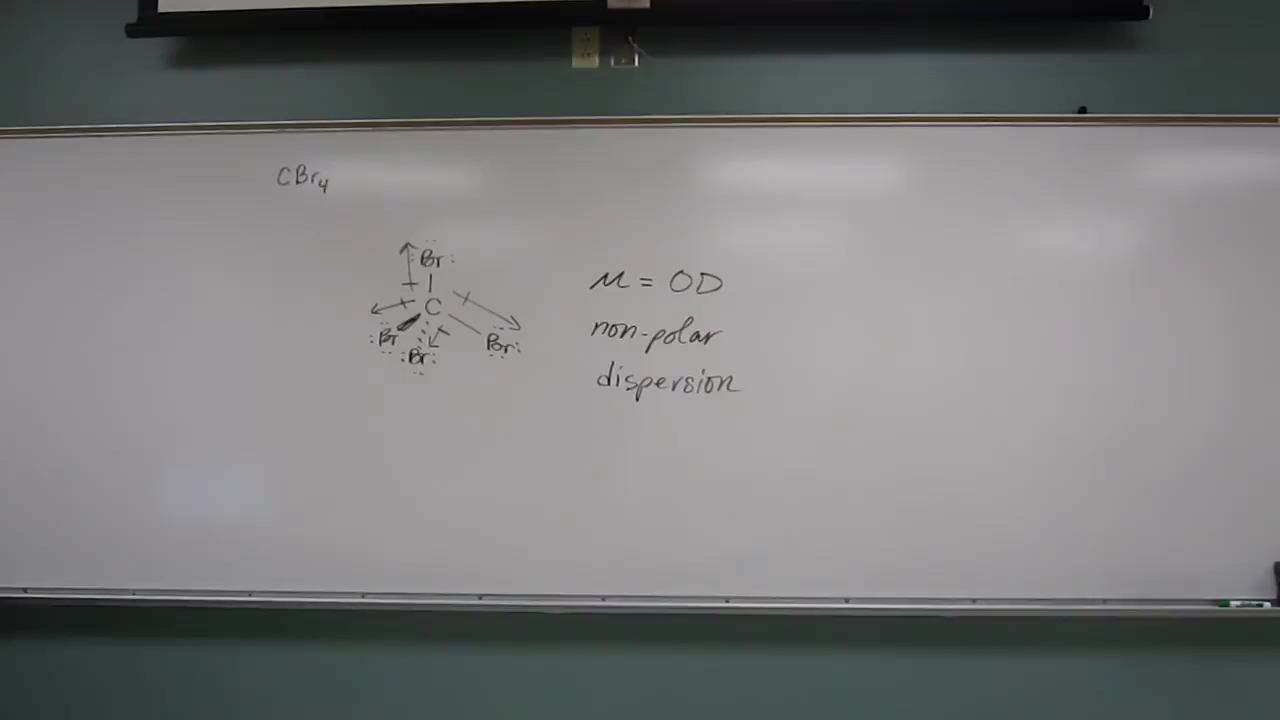 CBr₄
Br
C
Br
Br
Br
μ = 0D
non-polar
dispersion